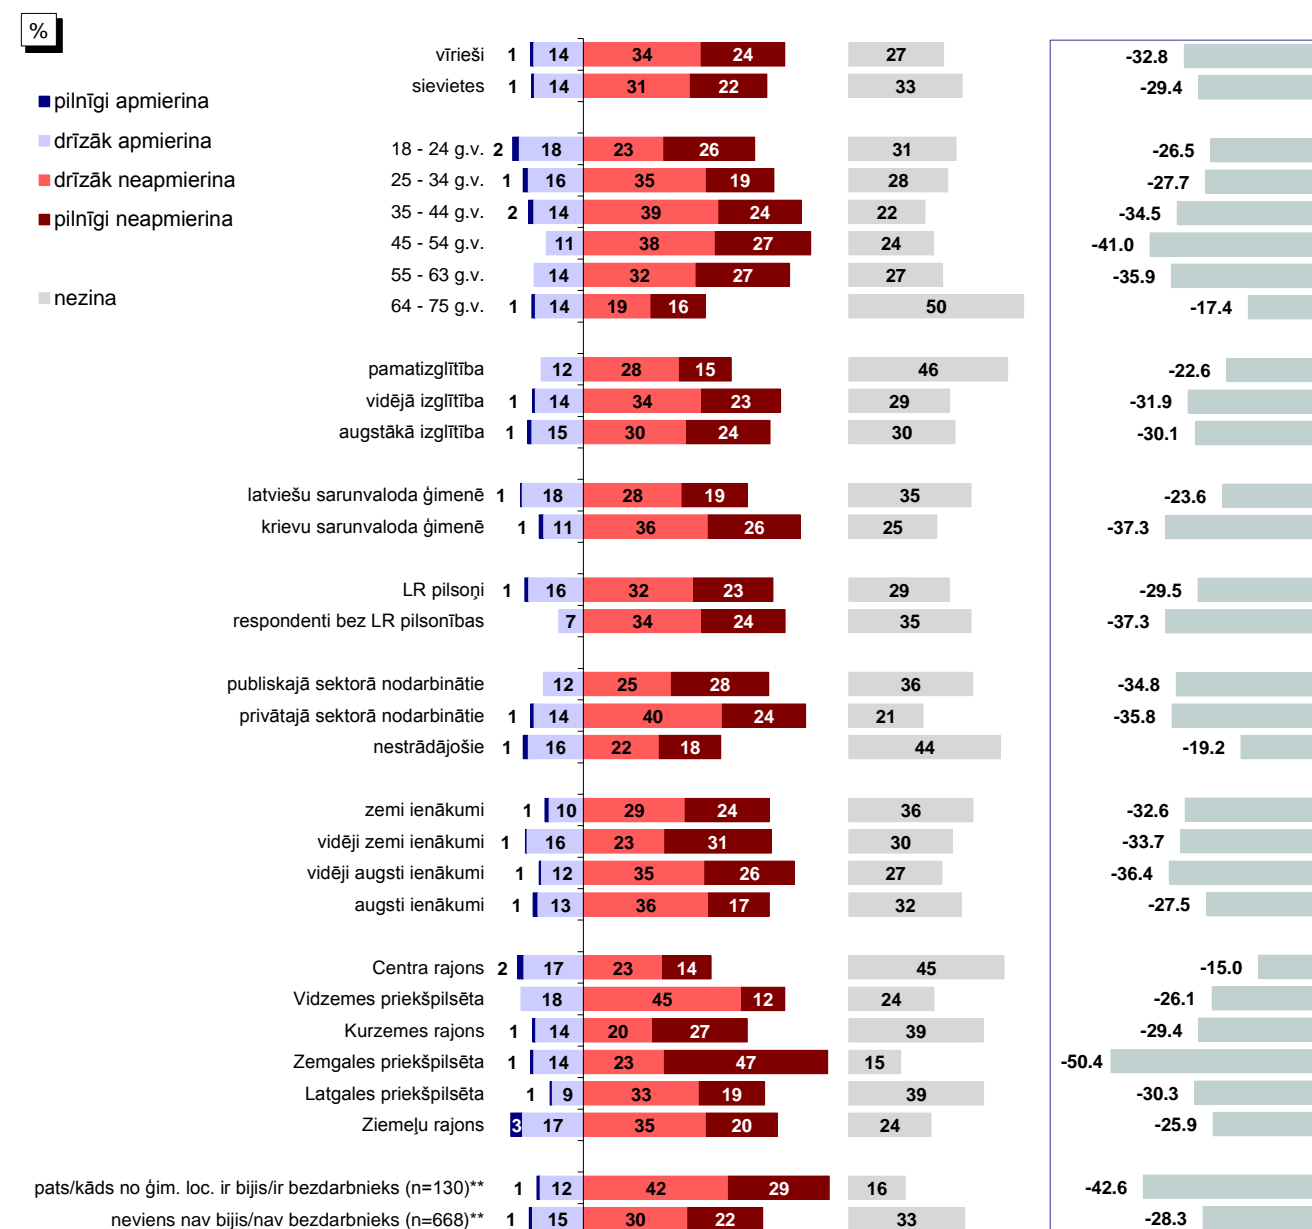 %
pilnīgi apmierina
drīzāk apmierina
drīzāk neapmierina
pilnīgi neapmierina
nezina
vīrieši 1 14 34 24 27 -32.8
sievietes 1 14 31 22 33 -29.4
18 - 24 g.v. 2 18 23 26 31 -26.5
25 - 34 g.v. 1 16 35 19 28 -27.7
35 - 44 g.v. 2 14 39 24 22 -34.5
45 - 54 g.v. 11 38 27 24 -41.0
55 - 63 g.v. 14 32 27 27 -35.9
64 - 75 g.v. 1 14 19 16 50 -17.4
pamatizglītība 12 28 15 46 -22.6
vidējā izglītība 1 14 34 23 29 -31.9
augstākā izglītība 1 15 30 24 30 -30.1
latviešu sarunvaloda ģimenē 1 18 28 19 35 -23.6
krievu sarunvaloda ģimenē 1 11 36 26 25 -37.3
LR pilsoņi 1 16 32 23 29 -29.5
respondenti bez LR pilsonības 7 34 24 35 -37.3
publiskajā sektorā nodarbinātie 12 25 28 36 -34.8
privātajā sektorā nodarbinātie 1 14 40 24 21 -35.8
nestrādājošie 1 16 22 18 44 -19.2
zemi ienākumi 1 10 29 24 36 -32.6
vidēji zemi ienākumi 1 16 23 31 30 -33.7
vidēji augsti ienākumi 1 12 35 26 27 -36.4
augsti ienākumi 1 13 36 17 32 -27.5
Centra rajons 2 17 23 14 45 -15.0
Vidzemes priekšpilsēta 18 45 12 24 -26.1
Kurzemes rajons 1 14 20 27 39 -29.4
Zemgales priekšpilsēta 1 14 23 47 15 -50.4
Latgales priekšpilsēta 1 9 33 19 39 -30.3
Ziemeļu rajons 3 17 35 20 24 -25.9
pats/kāds no ģim. loc. ir bijis/ir bezdarbnieks (n=130)** 1 12 42 29 16 -42.6
neviens nav bijis/nav bezdarbnieks (n=668)** 1 15 30 22 33 -28.3